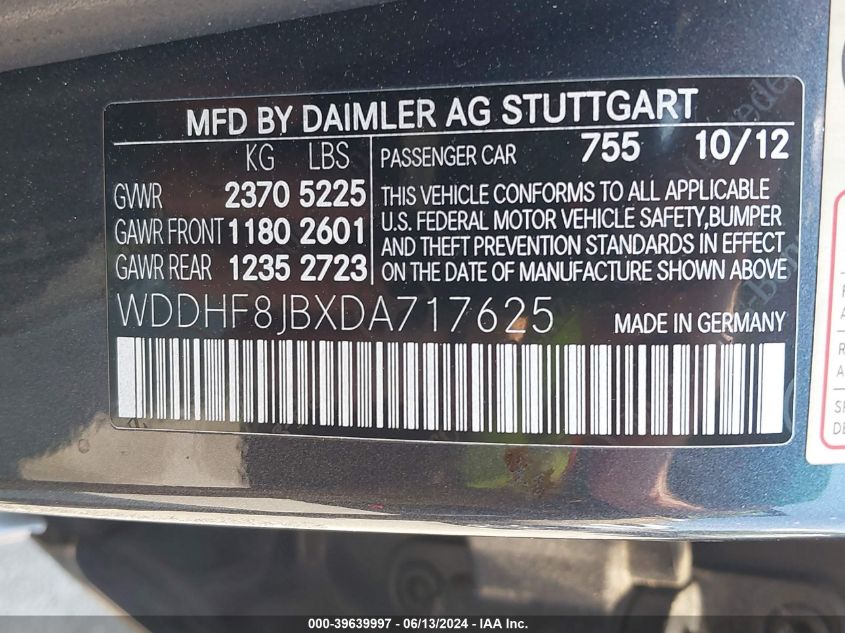 MFD BY DAIMLER AG STUTTGART
KG LBS
GVWR 2370 5225
GAWR FRONT 1180 2601
GAWR REAR 1235 2723
PASSENGER CAR 755 10/12
THIS VEHICLE CONFORMS TO ALL APPLICABLE
U.S. FEDERAL MOTOR VEHICLE SAFETY, BUMPER
AND THEFT PREVENTION STANDARDS IN EFFECT
ON THE DATE OF MANUFACTURE SHOWN ABOVE
WDDHF8JBXDA717625 MADE IN GERMANY
000-39639997 - 06/13/2024 - IAA Inc.